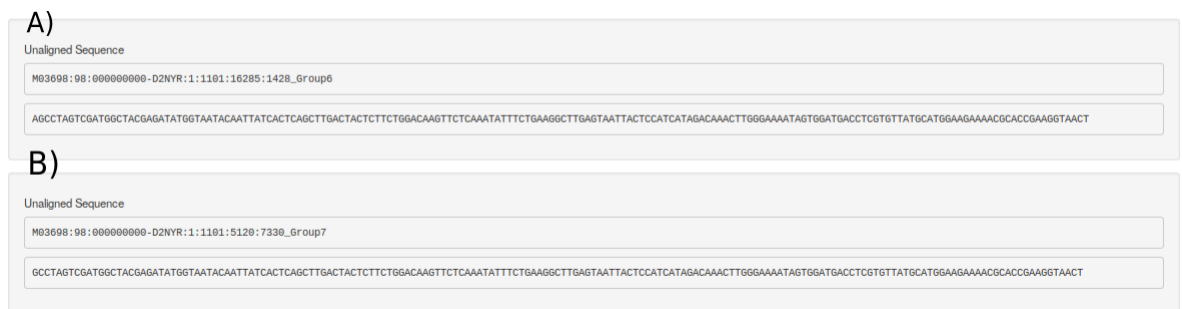 A)
Unaligned Sequence
M03698:98:000000000-D2NYR:1:1101:16285:1428_Group6
AGCCTAGTCGATGGCTACGAGATATGGTAATACAATTATCACTCAGCTTGACTACTCTTCTGGACAAGTTCTCAAATATTTCTGAAGGCTTGAGTAATTACTCCATCATAGACAAACTTGGGAAAATAGTGGATGACCTCGTGTTATGCATGGAAGAAAACGCACCGAAGGTAACT
B)
Unaligned Sequence
M03698:98:000000000-D2NYR:1:1101:5120:7330_Group7
GCCTAGTCGATGGCTACGAGATATGGTAATACAATTATCACTCAGCTTGACTACTCTTCTGGACAAGTTCTCAAATATTTCTGAAGGCTTGAGTAATTACTCCATCATAGACAAACTTGGGAAAATAGTGGATGACCTCGTGTTATGCATGGAAGAAAACGCACCGAAGGTAACT